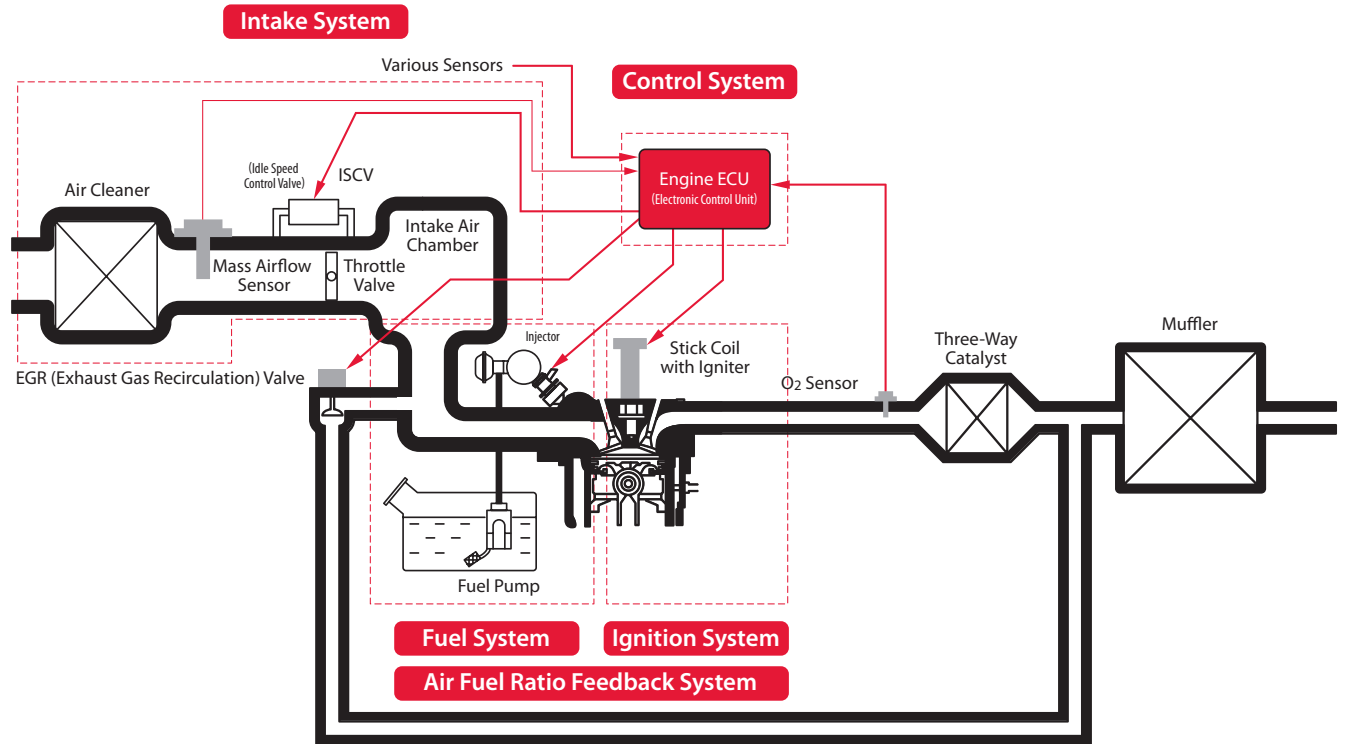 Intake System
Various Sensors
Control System
(Idle Speed
Control Valve)
ISCV
Air Cleaner
Engine ECU
(Electronic Control Unit)
Intake Air
Chamber
Mass Airflow
Sensor
Throttle
Valve
Injector
Stick Coil
with Igniter
Three-Way
Catalyst
Muffler
EGR (Exhaust Gas Recirculation) Valve
O2 Sensor
Fuel Pump
Fuel System
Ignition System
Air Fuel Ratio Feedback System